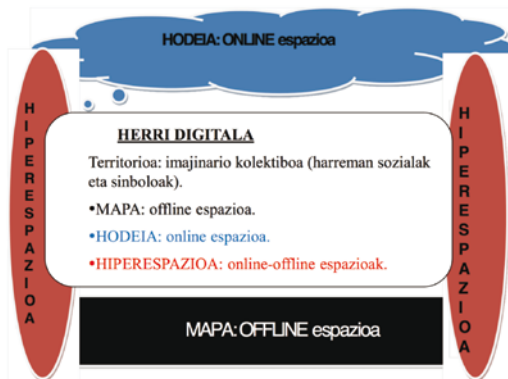 HODEIA: ONLINE espazioa
HIPERESPAZIOA
HERRI DIGITALA
Territorioa: imajinario kolektiboa (harreman sozialak
eta sinboloak).
•MAPA: offline espazioa.
•HODEIA: online espazioa.
•HIPERESPAZIOA: online-offline espazioak.
HIPERESPAZIOA
MAPA: OFFLINE espazioa